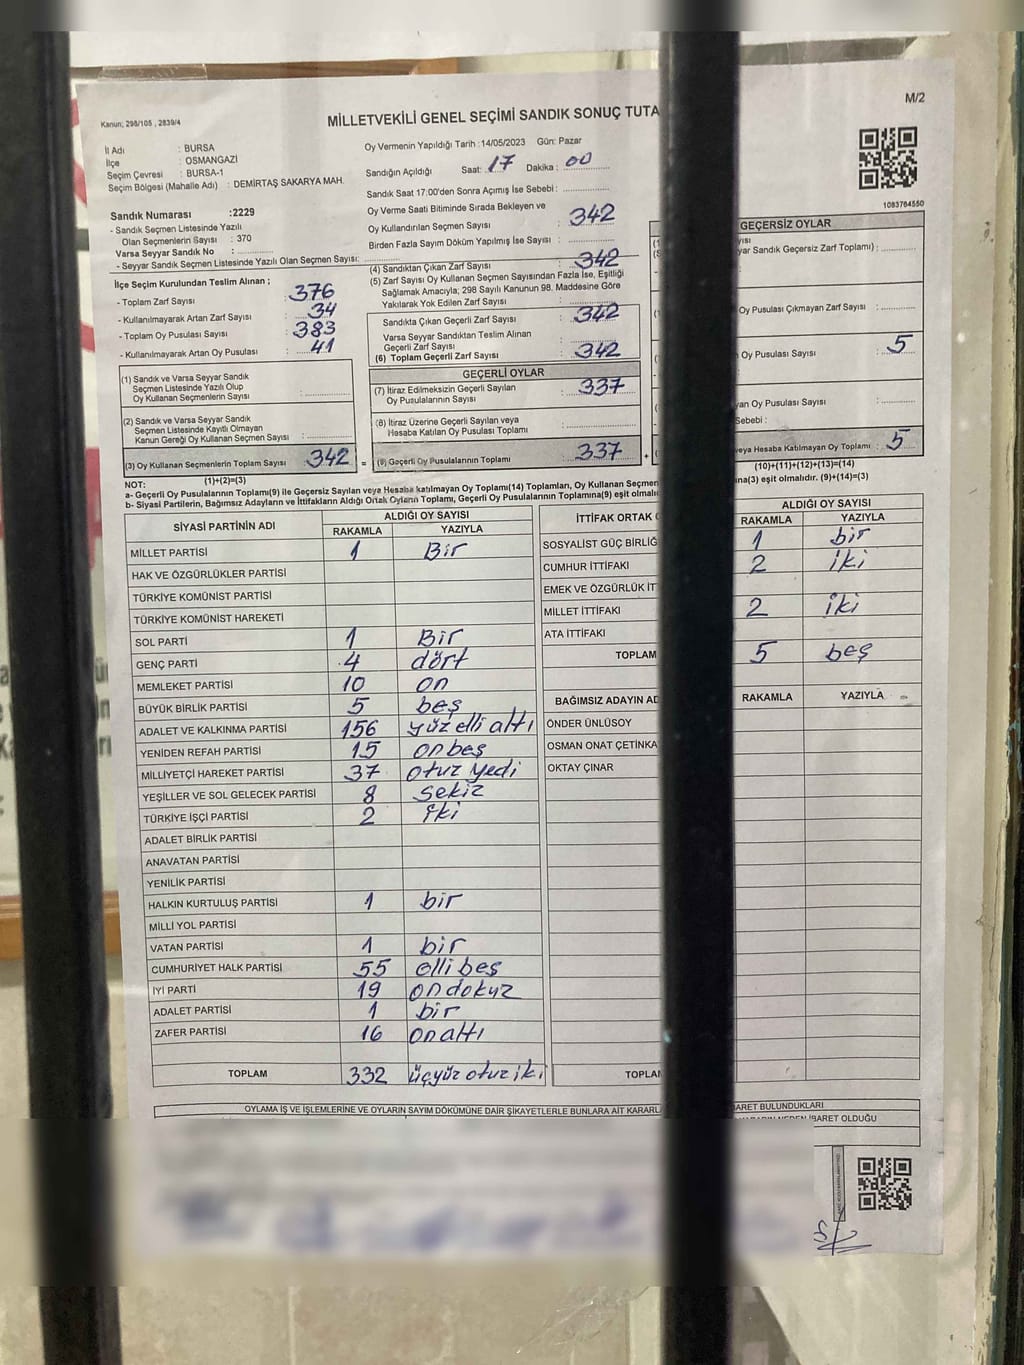 M/2
Kanun; 298/105 , 2839/4
MİLLETVEKİLİ GENEL SEÇİMİ SANDIK SONUÇ TUTA
İl Adı : BURSA
İlçe : OSMANGAZİ
Seçim Çevresi : BURSA-1
Seçim Bölgesi (Mahalle Adı) : DEMİRTAŞ SAKARYA MAH.
Oy Vermenin Yapıldığı Tarih :14/05/2023 Gün: Pazar
Sandığın Açıldığı Saat: 17 Dakika : 00
Sandık Saat 17:00'den Sonra Açılmış İse Sebebi :
Oy Verme Saati Bitiminde Sırada Bekleyen ve
Oy Kullandırılan Seçmen Sayısı : 342
Birden Fazla Sayım Döküm Yapılmış İse Sayısı :
1083764550
Sandık Numarası :2229
- Sandık Seçmen Listesinde Yazılı
Olan Seçmenlerin Sayısı : 370
Varsa Seyyar Sandık No :
- Seyyar Sandık Seçmen Listesinde Yazılı Olan Seçmen Sayısı:
İlçe Seçim Kurulundan Teslim Alınan ;
- Toplam Zarf Sayısı : 376
- Kullanılmayarak Artan Zarf Sayısı : 34
- Toplam Oy Pusulası Sayısı : 383
- Kullanılmayarak Artan Oy Pusulası : 41
(4) Sandıktan Çıkan Zarf Sayısı : 342
(5) Zarf Sayısı Oy Kullanan Seçmen Sayısından Fazla İse, Eşitliği
Sağlamak Amacıyla; 298 Sayılı Kanunun 98. Maddesine Göre
Yakılarak Yok Edilen Zarf Sayısı :
Sandıkta Çıkan Geçerli Zarf Sayısı : 342
Varsa Seyyar Sandıktan Teslim Alınan
Geçerli Zarf Sayısı :
(6) Toplam Geçerli Zarf Sayısı : 342
GEÇERLİ OYLAR
(7) İtiraz Edilmeksizin Geçerli Sayılan
Oy Pusulalarının Sayısı : 337
(8) İtiraz Üzerine Geçerli Sayılan veya
Hesaba Katılan Oy Pusulası Toplamı :
(9) Geçerli Oy Pusulalarının Toplamı : 337
(1) Sandık ve Varsa Seyyar Sandık
Seçmen Listesinde Yazılı Olup
Oy Kullanan Seçmenlerin Sayısı :
(2) Sandık ve Varsa Seyyar Sandık
Seçmen Listesinde Kayıtlı Olmayan
Kanun Gereği Oy Kullanan Seçmen Sayısı :
(3) Oy Kullanan Seçmenlerin Toplam Sayısı : 342 =
(1)+(2)=(3)
GEÇERSİZ OYLAR
yar Sandık Geçersiz Zarf Toplamı) :
Oy Pusulası Çıkmayan Zarf Sayısı :
Oy Pusulası Sayısı : 5
yan Oy Pusulası Sayısı :
Sebebi :
veya Hesaba Katılmayan Oy Toplamı : 5
(10)+(11)+(12)+(13)=(14)
NOT:
a- Geçerli Oy Pusulalarının Toplamı(9) ile Geçersiz Sayılan veya Hesaba katılmayan Oy Toplamı(14) Toplamları, Oy Kullanan Seçmen ına(3) eşit olmalıdır. (9)+(14)=(3)
b- Siyasi Partilerin, Bağımsız Adayların ve İttifakların Aldığı Ortak Oyların Toplamı, Geçerli Oy Pusulalarının Toplamına(9) eşit olmalı
SİYASİ PARTİNİN ADI ALDIĞI OY SAYISI
RAKAMLA YAZIYLA
MİLLET PARTİSİ 1 Bir
HAK VE ÖZGÜRLÜKLER PARTİSİ
TÜRKİYE KOMÜNİST PARTİSİ
TÜRKİYE KOMÜNİST HAREKETİ
SOL PARTİ 1 Bir
GENÇ PARTİ 4 dört
MEMLEKET PARTİSİ 10 on
BÜYÜK BİRLİK PARTİSİ 5 beş
ADALET VE KALKINMA PARTİSİ 156 yüz elli altı
YENİDEN REFAH PARTİSİ 15 onbeş
MİLLİYETÇİ HAREKET PARTİSİ 37 otuz yedi
YEŞİLLER VE SOL GELECEK PARTİSİ 8 sekiz
TÜRKİYE İŞÇİ PARTİSİ 2 iki
ADALET BİRLİK PARTİSİ
ANAVATAN PARTİSİ
YENİLİK PARTİSİ
HALKIN KURTULUŞ PARTİSİ 1 bir
MİLLİ YOL PARTİSİ
VATAN PARTİSİ 1 bir
CUMHURİYET HALK PARTİSİ 55 elli beş
İYİ PARTİ 19 on dokuz
ADALET PARTİSİ 1 bir
ZAFER PARTİSİ 16 on altı
TOPLAM 332 üçyüz otuz iki
İTTİFAK ORTAK ALDIĞI OY SAYISI
RAKAMLA YAZIYLA
SOSYALİST GÜÇ BİRLİĞ 1 bir
CUMHUR İTTİFAKI 2 iki
EMEK VE ÖZGÜRLÜK İT
MİLLET İTTİFAKI 2 iki
ATA İTTİFAKI
TOPLAM 5 beş
BAĞIMSIZ ADAYIN AD RAKAMLA YAZIYLA
ÖNDER ÜNLÜSOY
OSMAN ONAT ÇETİNKA
OKTAY ÇINAR
TOPLA
OYLAMA İŞ VE İŞLEMLERİNE VE OYLARIN SAYIM DÖKÜMÜNE DAİR ŞİKAYETLERLE BUNLARA AİT KARARL BARET BULUNDUKLARI
İBARET OLDUĞU